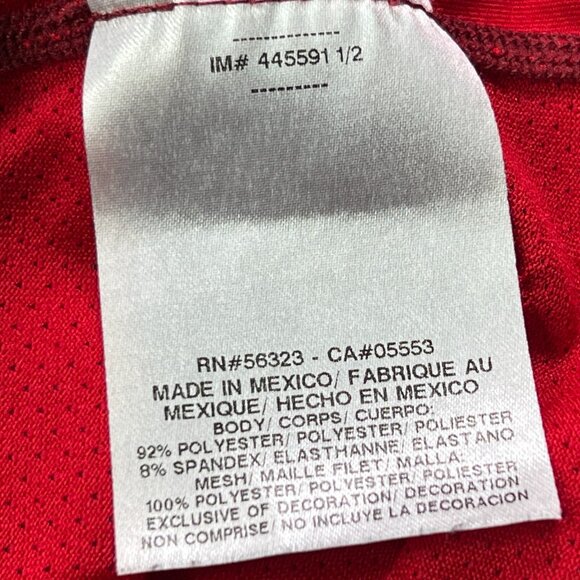 --------------
IM# 445591 1/2
---------
RN#56323 - CA#05553
MADE IN MEXICO/ FABRIQUE AU
MEXIQUE/ HECHO EN MEXICO
BODY/ CORPS/ CUERPO:
92% POLYESTER/ POLYESTER/ POLIESTER
8% SPANDEX/ ELASTHANNE/ ELASTANO
MESH/ MAILLE FILET/ MALLA:
100% POLYESTER/ POLYESTER/ POLIESTER
EXCLUSIVE OF DECORATION/ DECORATION
NON COMPRISE/ NO INCLUYE LA DECORACION